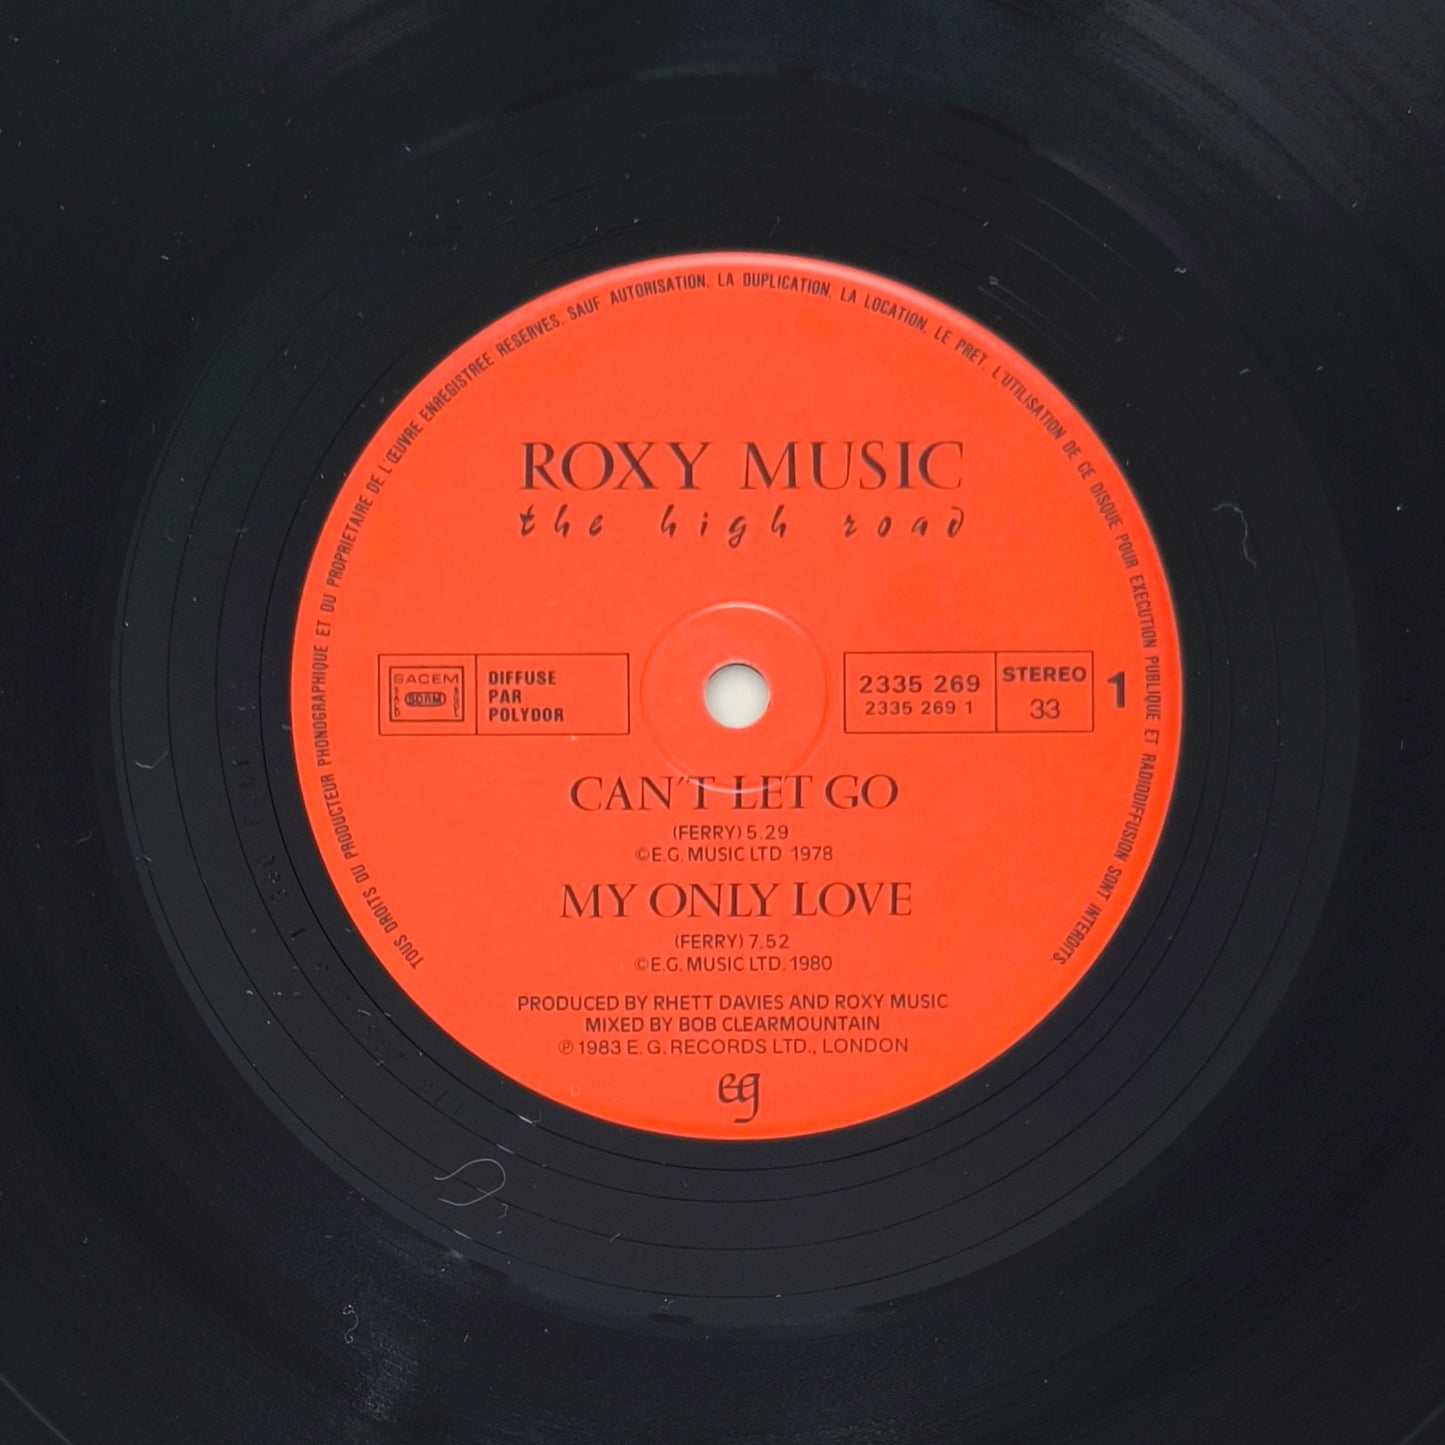 TOUS DROITS DU PRODUCTEUR PHONOGRAPHIQUE ET DU PROPRIETAIRE DE L'ŒUVRE ENREGISTREE RESERVES. SAUF AUTORISATION, LA DUPLICATION, LA LOCATION, LE PRET, L'UTILISATION DE CE DISQUE POUR EXECUTION PUBLIQUE ET RADIODIFFUSION SONT INTERDITS.
ROXY MUSIC
the high road
SACEM
SACD SDRM SGDL
DIFFUSE
PAR
POLYDOR
2335 269
2335 269 1
STEREO
33
1
CAN'T LET GO
(FERRY) 5.29
©E.G. MUSIC LTD 1978
MY ONLY LOVE
(FERRY) 7.52
©E.G. MUSIC LTD. 1980
PRODUCED BY RHETT DAVIES AND ROXY MUSIC
MIXED BY BOB CLEARMOUNTAIN
℗ 1983 E. G. RECORDS LTD., LONDON
eg